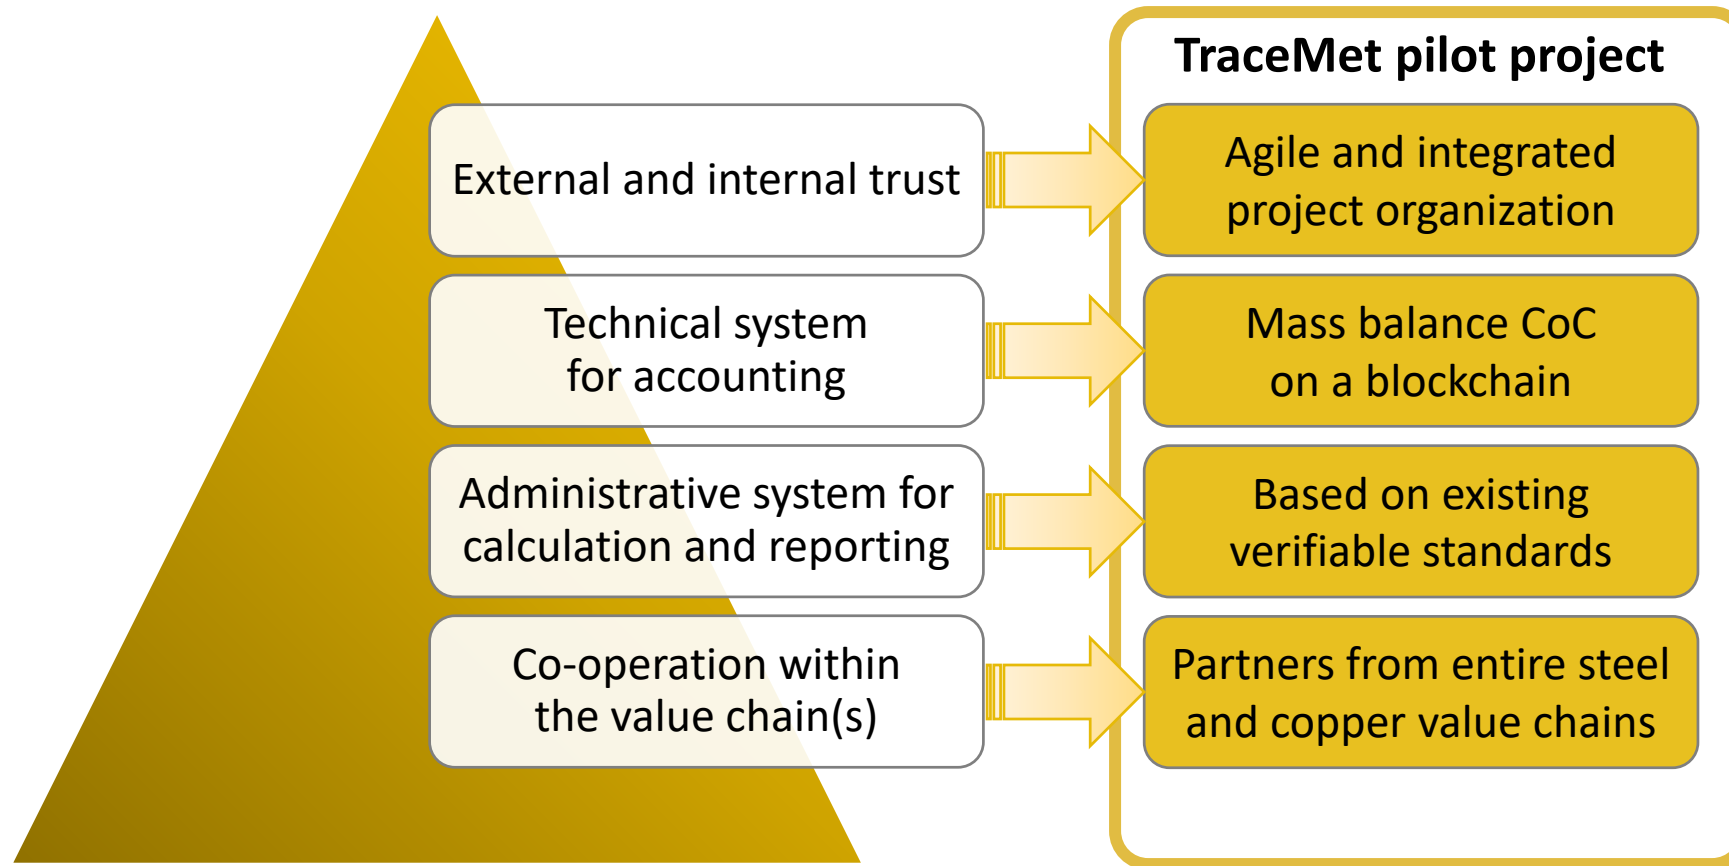 TraceMet pilot project
External and internal trust
Agile and integrated
project organization
Technical system
for accounting
Mass balance CoC
on a blockchain
Administrative system for
calculation and reporting
Based on existing
verifiable standards
Co-operation within
the value chain(s)
Partners from entire steel
and copper value chains